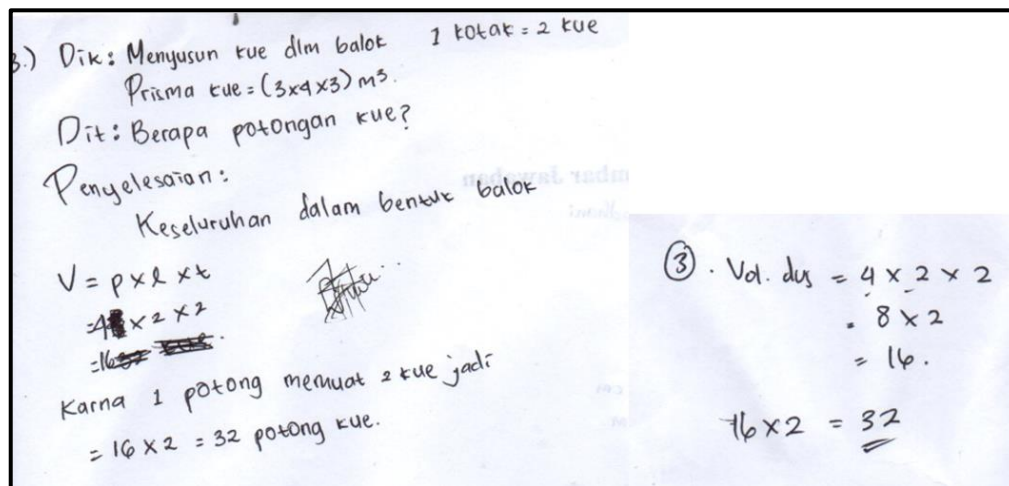 3.) Dik: Menyusun kue dlm balok 1 kotak = 2 kue
Prisma kue = (3x4x3) m³.
Dit: Berapa potongan kue?
Penyelesaian:
Keseluruhan dalam bentuk balok
V = p x l x t
= 4 x 2 x 2
= 16
Karna 1 potong memuat 2 kue jadi
= 16 x 2 = 32 potong kue.
③. Vol. dus = 4 x 2 x 2
= 8 x 2
= 16.
16 x 2 = 32